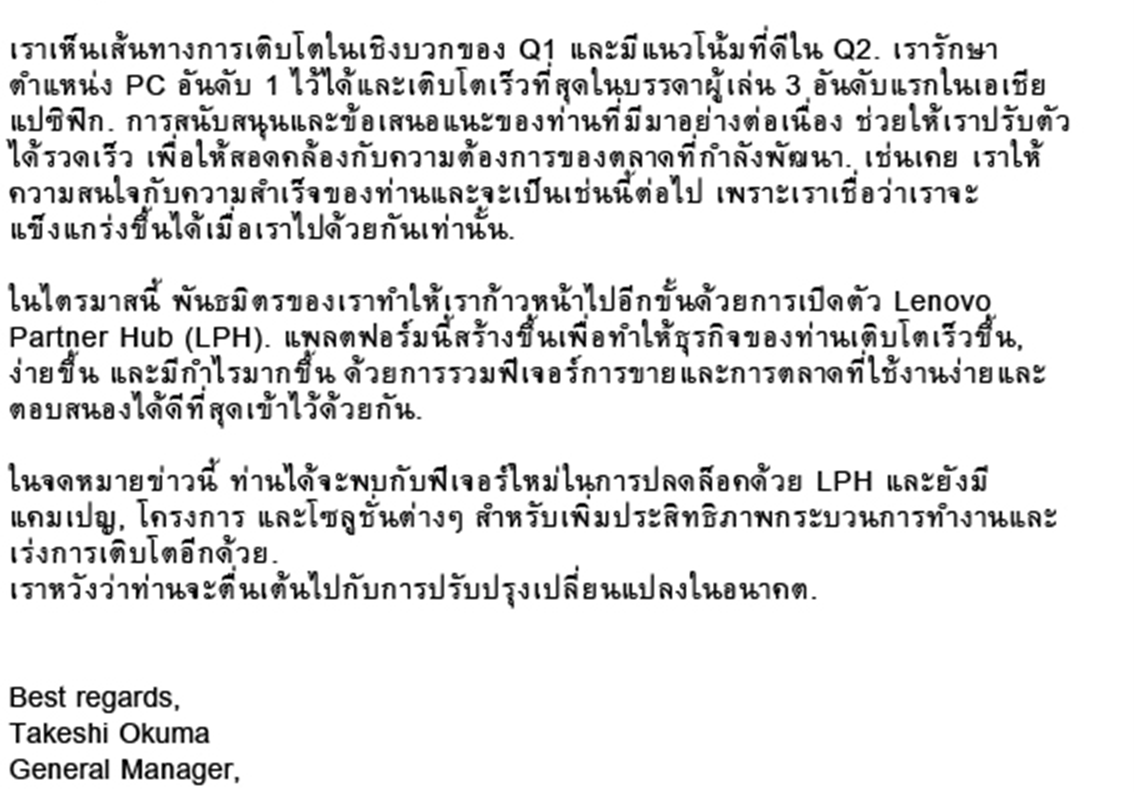 เราเห็นเส้นทางการเติบโตในเชิงบวกของ Q1 และมีแนวโน้มที่ดีใน Q2. เรารักษา
ตำแหน่ง PC อันดับ 1 ไว้ได้และเติบโตเร็วที่สุดในบรรดาผู้เล่น 3 อันดับแรกในเอเชีย
แปซิฟิก. การสนับสนุนและข้อเสนอแนะของท่านที่มีมาอย่างต่อเนื่อง ช่วยให้เราปรับตัว
ได้รวดเร็ว เพื่อให้สอดคล้องกับความต้องการของตลาดที่กำลังพัฒนา. เช่นเคย เราให้
ความสนใจกับความสำเร็จของท่านและจะเป็นเช่นนี้ต่อไป เพราะเราเชื่อว่าเราจะ
แข็งแกร่งขึ้นได้เมื่อเราไปด้วยกันเท่านั้น.
ในไตรมาสนี้ พันธมิตรของเราทำให้เราก้าวหน้าไปอีกขั้นด้วยการเปิดตัว Lenovo
Partner Hub (LPH). แพลตฟอร์มนี้สร้างขึ้นเพื่อทำให้ธุรกิจของท่านเติบโตเร็วขึ้น,
ง่ายขึ้น และมีกำไรมากขึ้น ด้วยการรวมฟีเจอร์การขายและการตลาดที่ใช้งานง่ายและ
ตอบสนองได้ดีที่สุดเข้าไว้ด้วยกัน.
ในจดหมายข่าวนี้ ท่านได้จะพบกับฟีเจอร์ใหม่ในการปลดล็อคด้วย LPH และยังมี
แคมเปญ, โครงการ และโซลูชั่นต่างๆ สำหรับเพิ่มประสิทธิภาพกระบวนการทำงานและ
เร่งการเติบโตอีกด้วย.
เราหวังว่าท่านจะตื่นเต้นไปกับการปรับปรุงเปลี่ยนแปลงในอนาคต.
Best regards,
Takeshi Okuma
General Manager,